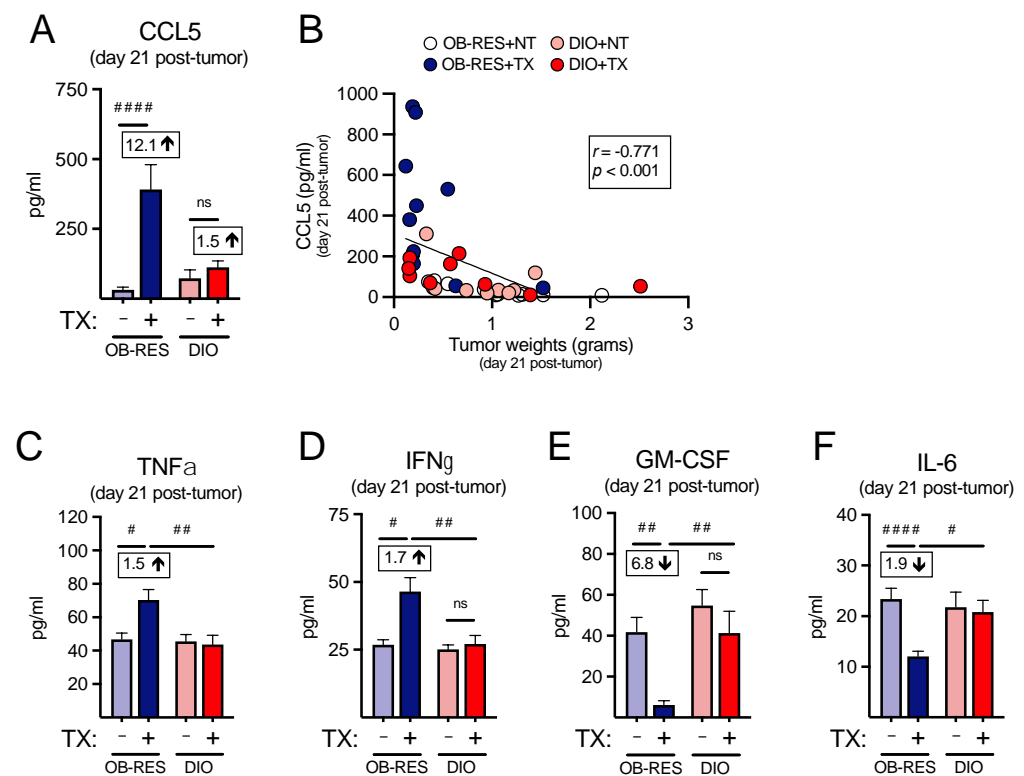 A
CCL5
(day 21 post-tumor)
750
500
250
pg/ml
####
12.1 ↑
ns
1.5 ↑
TX: – + – +
OB-RES DIO
B
OB-RES+NT DIO+NT
OB-RES+TX DIO+TX
1000
800
600
400
200
0
CCL5 (pg/ml)
(day 21 post-tumor)
r = -0.771
p < 0.001
0 1 2 3
Tumor weights (grams)
(day 21 post-tumor)
C
TNFa
(day 21 post-tumor)
120
100
80
60
40
20
pg/ml
# ##
1.5 ↑
TX: – + – +
OB-RES DIO
D
IFNg
(day 21 post-tumor)
75
50
25
pg/ml
# ##
1.7 ↑
ns
TX: – + – +
OB-RES DIO
E
GM-CSF
(day 21 post-tumor)
100
80
60
40
20
pg/ml
## ##
6.8 ↓
ns
TX: – + – +
OB-RES DIO
F
IL-6
(day 21 post-tumor)
40
30
20
10
pg/ml
#### #
1.9 ↓
TX: – + – +
OB-RES DIO